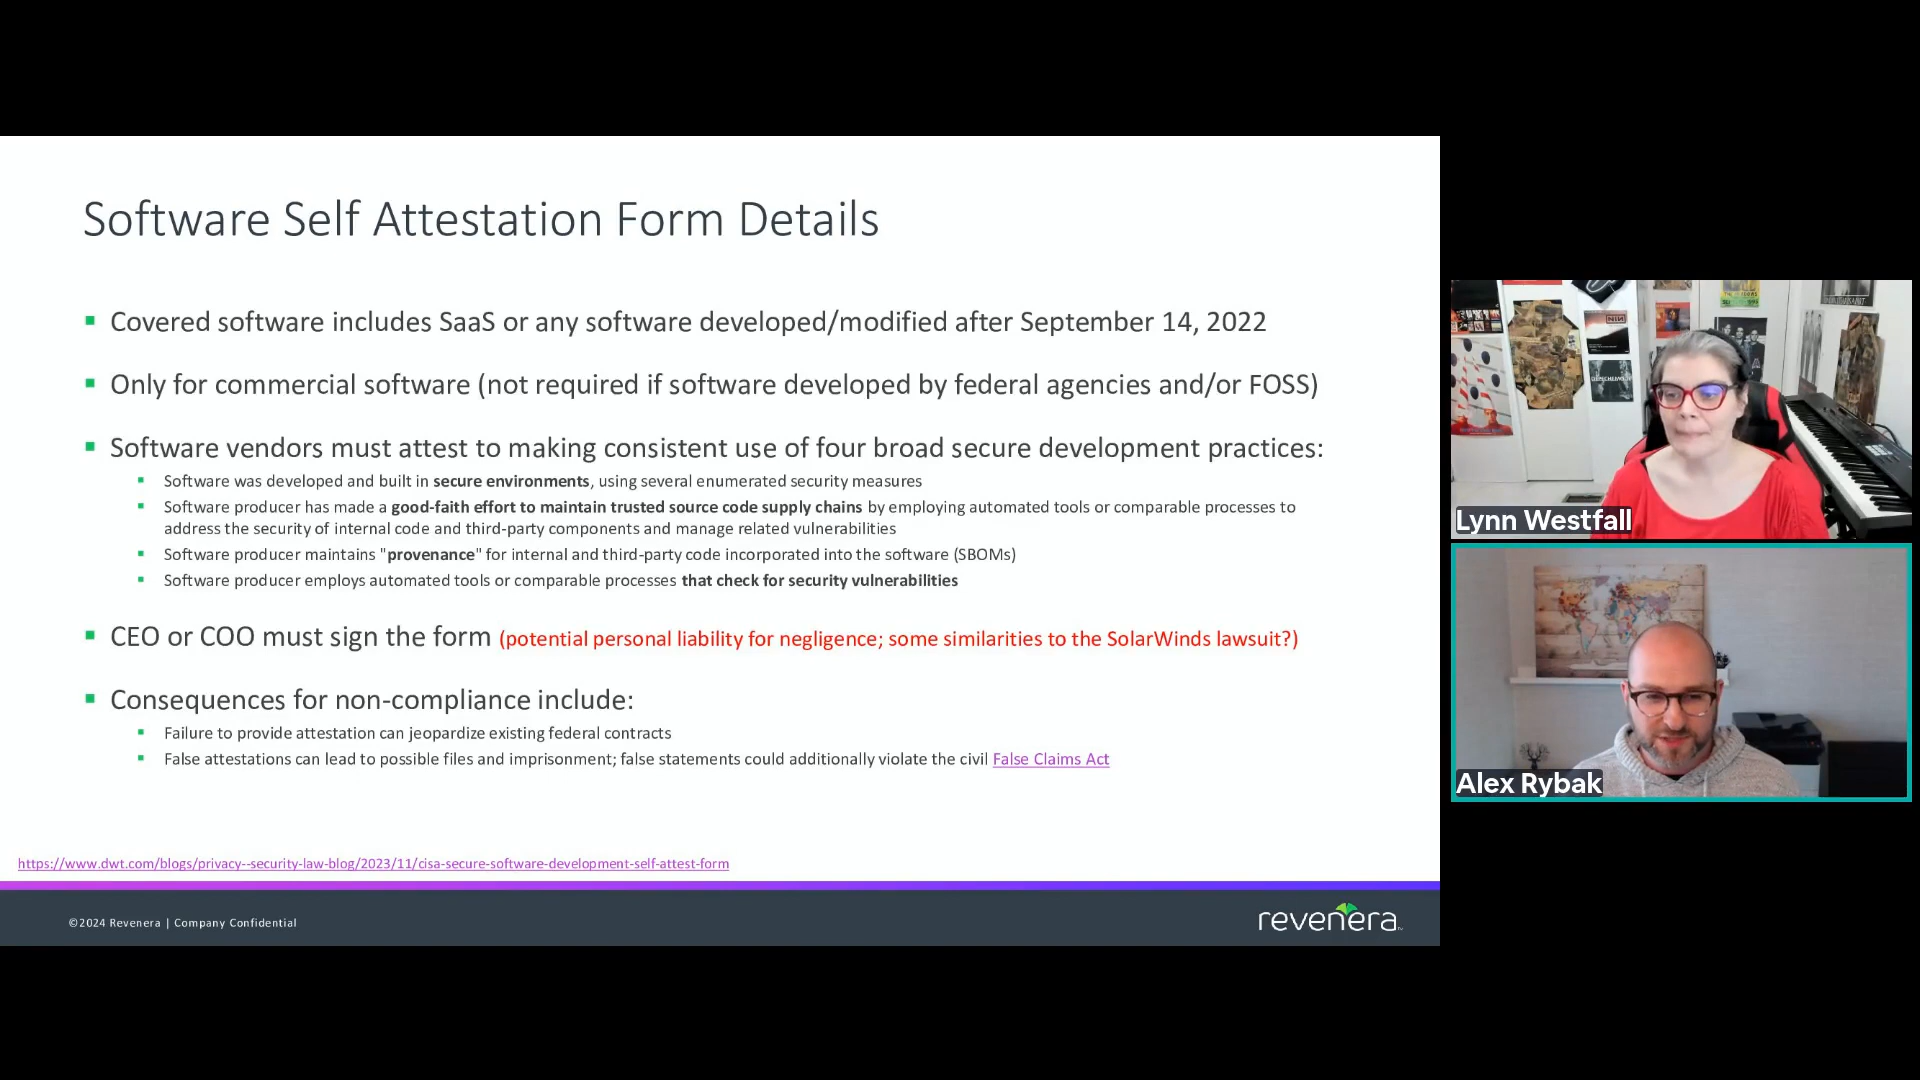 Software Self Attestation Form Details
Covered software includes SaaS or any software developed/modified after September 14, 2022
Only for commercial software (not required if software developed by federal agencies and/or FOSS)
Software vendors must attest to making consistent use of four broad secure development practices:
Software was developed and built in secure environments, using several enumerated security measures
Software producer has made a good-faith effort to maintain trusted source code supply chains by employing automated tools or comparable processes to
address the security of internal code and third-party components and manage related vulnerabilities
Software producer maintains "provenance" for internal and third-party code incorporated into the software (SBOMs)
Software producer employs automated tools or comparable processes that check for security vulnerabilities
CEO or COO must sign the form (potential personal liability for negligence; some similarities to the SolarWinds lawsuit?)
Consequences for non-compliance include:
Failure to provide attestation can jeopardize existing federal contracts
False attestations can lead to possible files and imprisonment; false statements could additionally violate the civil False Claims Act
https://www.dwt.com/blogs/privacy--security-law-blog/2023/11/cisa-secure-software-development-self-attest-form
©2024 Revenera | Company Confidential
revenera
Lynn Westfall
Alex Rybak